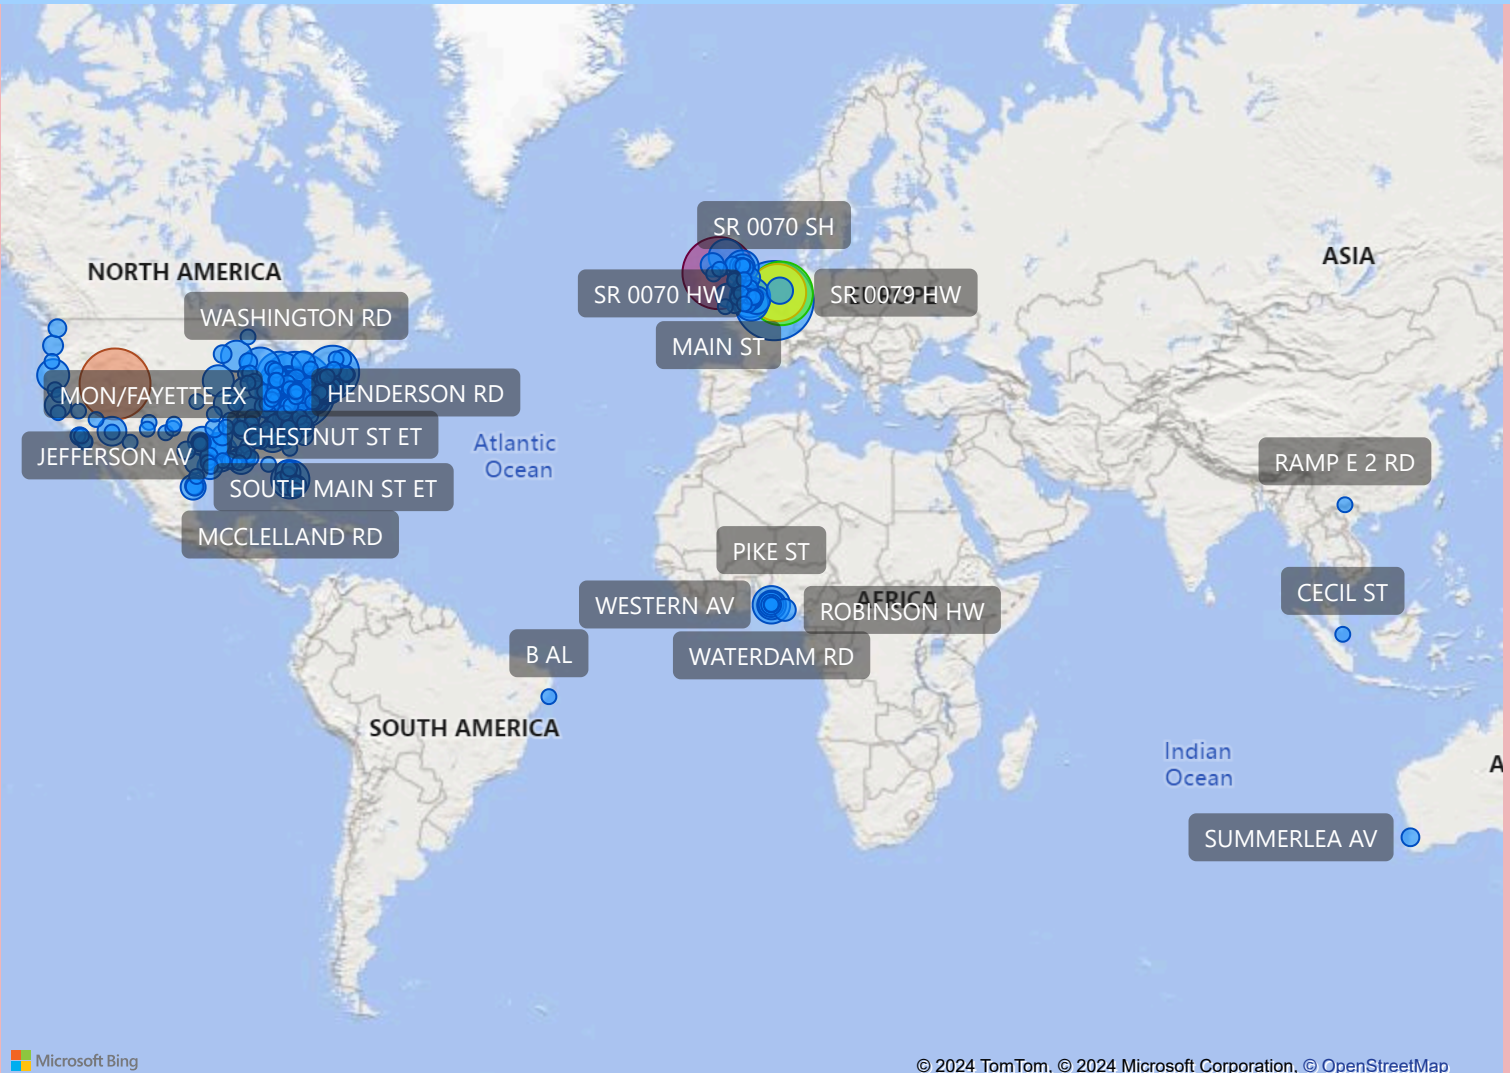 SR 0070 SH
ASIA
NORTH AMERICA
SR 0070 HW
SR 0079 HW
EUROPE
WASHINGTON RD
MAIN ST
MON/FAYETTE EX
HENDERSON RD
CHESTNUT ST ET
Atlantic
Ocean
JEFFERSON AV
RAMP E 2 RD
SOUTH MAIN ST ET
MCCLELLAND RD
PIKE ST
CECIL ST
WESTERN AV
AFRICA
ROBINSON HW
B AL
WATERDAM RD
SOUTH AMERICA
Indian
Ocean
A
SUMMERLEA AV
Microsoft Bing
© 2024 TomTom, © 2024 Microsoft Corporation, © OpenStreetMap